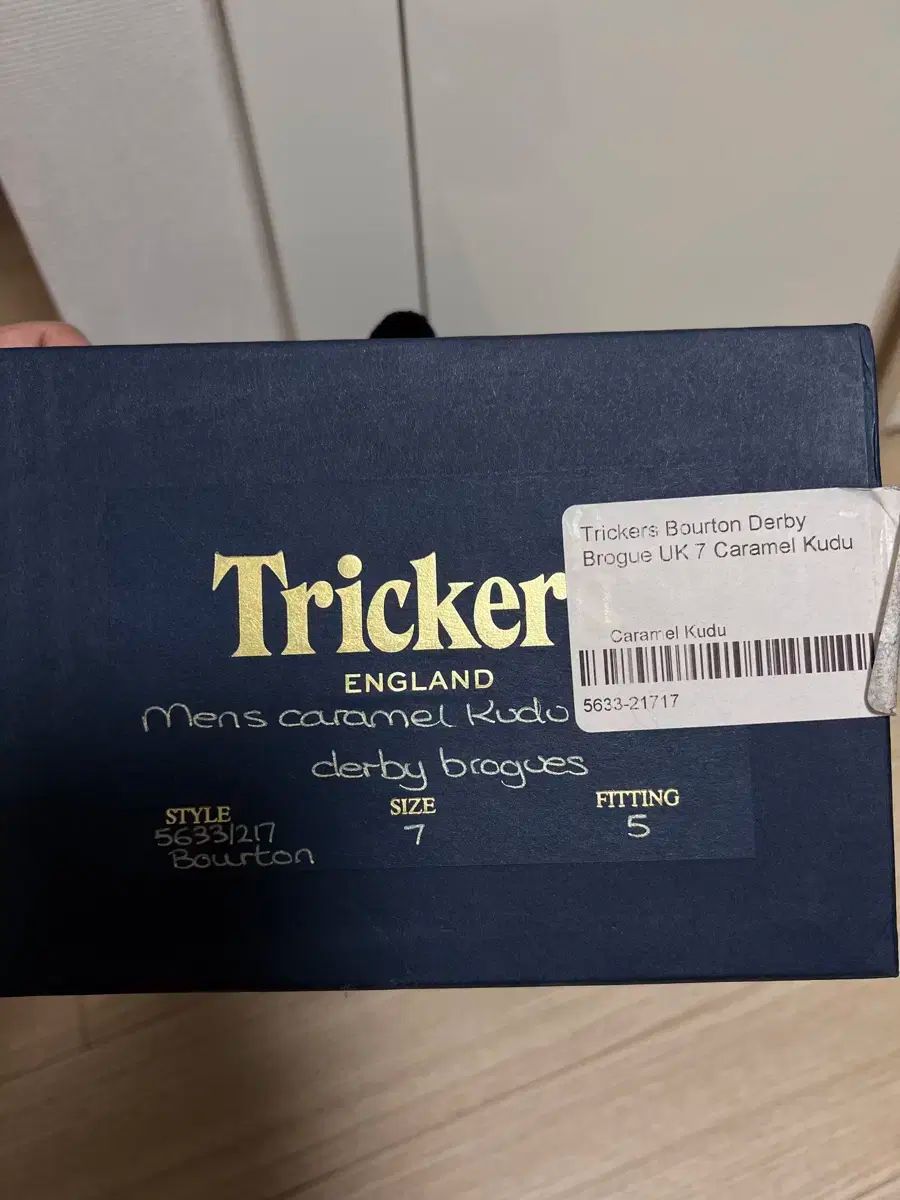 Trickers Bourton Derby
Brogue UK 7 Caramel Kudu
Caramel Kudu
5633-21717
Tricker
ENGLAND
Mens caramel Kudu
derby brogues
STYLE
5633/217
Bourton
SIZE
7
FITTING
5